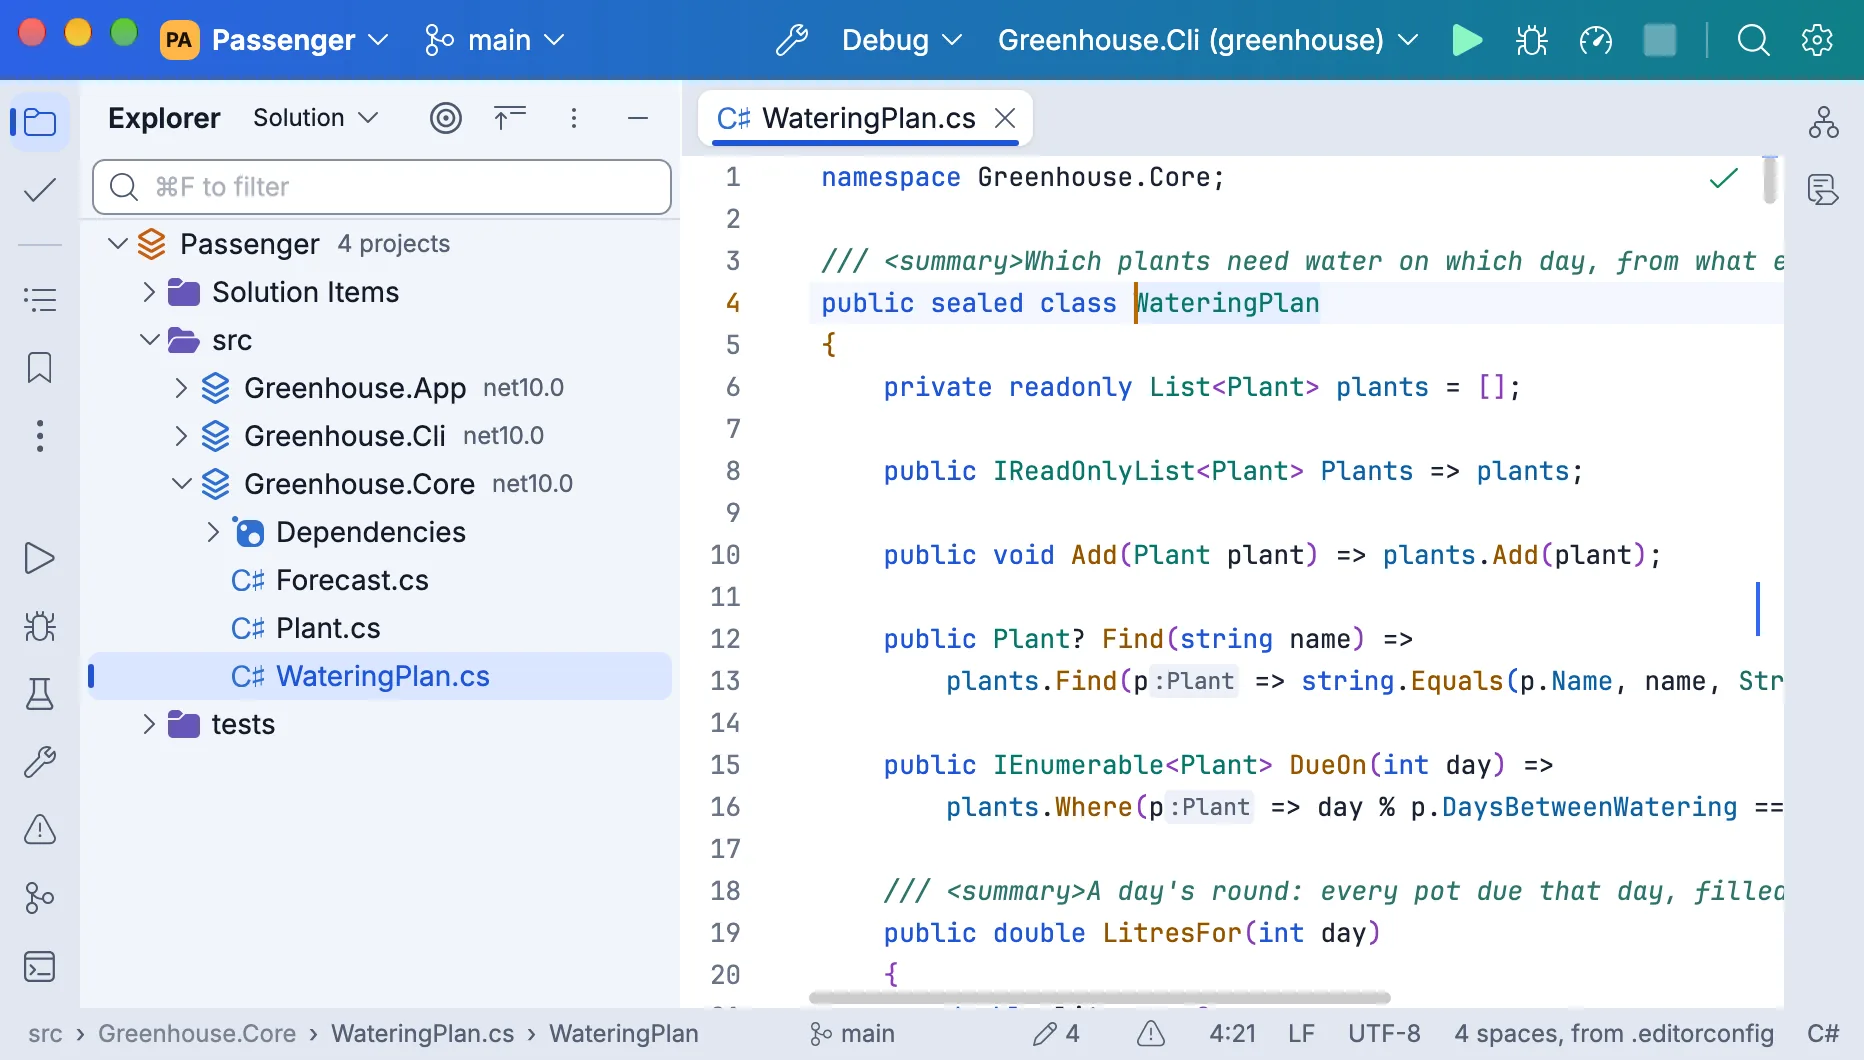 PA Passenger main Debug Greenhouse.Cli (greenhouse)
Explorer Solution
⌘F to filter
Passenger 4 projects
Solution Items
src
Greenhouse.App net10.0
Greenhouse.Cli net10.0
Greenhouse.Core net10.0
Dependencies
C# Forecast.cs
C# Plant.cs
C# WateringPlan.cs
tests
C# WateringPlan.cs
1 namespace Greenhouse.Core;
2
3 /// <summary>Which plants need water on which day, from what e
4 public sealed class WateringPlan
5 {
6 private readonly List<Plant> plants = [];
7
8 public IReadOnlyList<Plant> Plants => plants;
9
10 public void Add(Plant plant) => plants.Add(plant);
11
12 public Plant? Find(string name) =>
13 plants.Find(p:Plant => string.Equals(p.Name, name, Str
14
15 public IEnumerable<Plant> DueOn(int day) =>
16 plants.Where(p:Plant => day % p.DaysBetweenWatering ==
17
18 /// <summary>A day's round: every pot due that day, filled
19 public double LitresFor(int day)
20 {
src › Greenhouse.Core › WateringPlan.cs › WateringPlan main 4 4:21 LF UTF-8 4 spaces, from .editorconfig C#